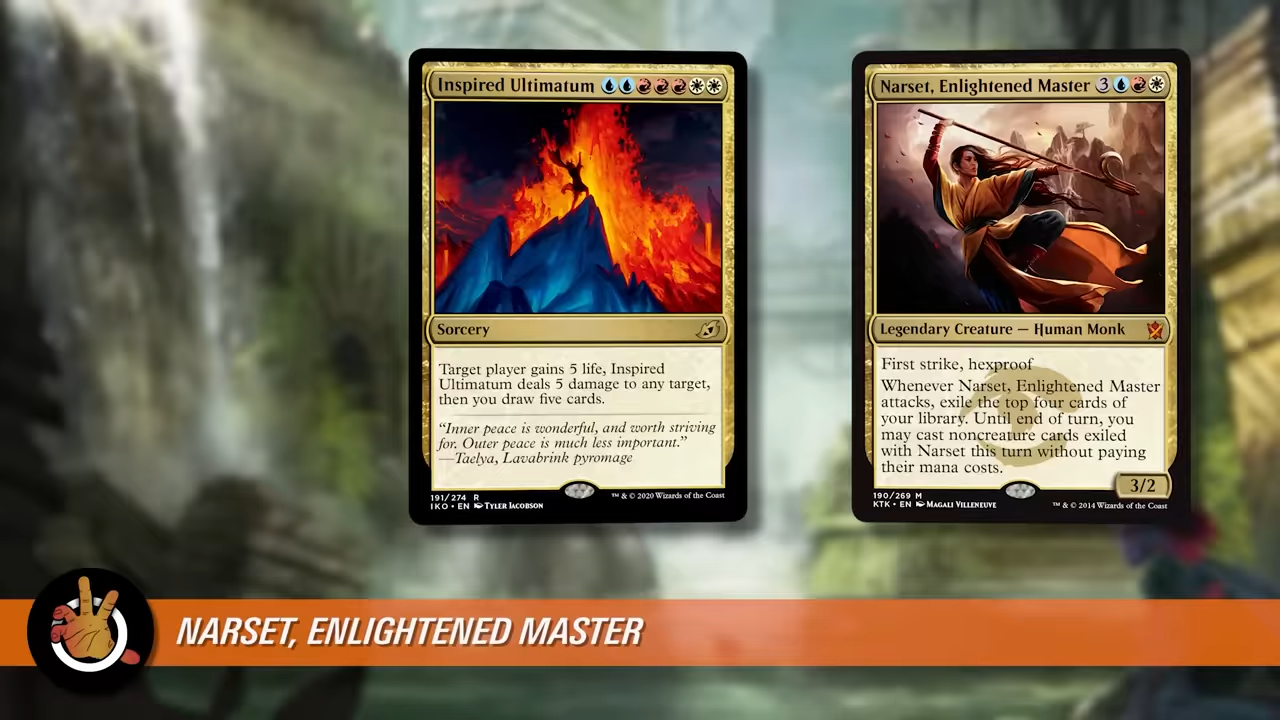 Inspired Ultimatum
Sorcery
Target player gains 5 life, Inspired
Ultimatum deals 5 damage to any target,
then you draw five cards.
“Inner peace is wonderful, and worth striving
for. Outer peace is much less important.”
—Taelya, Lavabrink pyromage
191/274 R
IKO • EN Tyler Jacobson
™ & © 2020 Wizards of the Coast
Narset, Enlightened Master 3
Legendary Creature — Human Monk
First strike, hexproof
Whenever Narset, Enlightened Master
attacks, exile the top four cards of
your library. Until end of turn, you
may cast noncreature cards exiled
with Narset this turn without paying
their mana costs.
3/2
190/269 M
KTK • EN Magali Villeneuve
™ & © 2014 Wizards of the Coast
NARSET, ENLIGHTENED MASTER